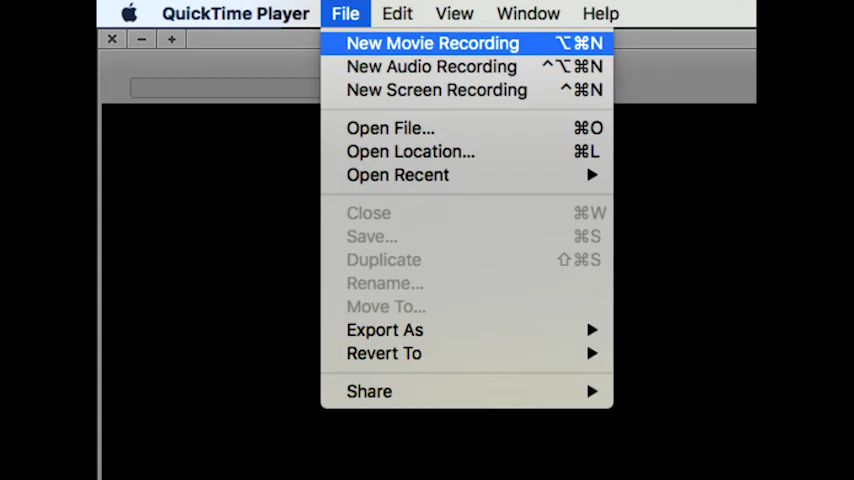 QuickTime Player File Edit View Window Help
New Movie Recording ⌥⌘N
New Audio Recording ^⌥⌘N
New Screen Recording ^⌘N
Open File... ⌘O
Open Location... ⌘L
Open Recent ▶
Close ⌘W
Save... ⌘S
Duplicate ⇧⌘S
Rename...
Move To...
Export As ▶
Revert To ▶
Share ▶